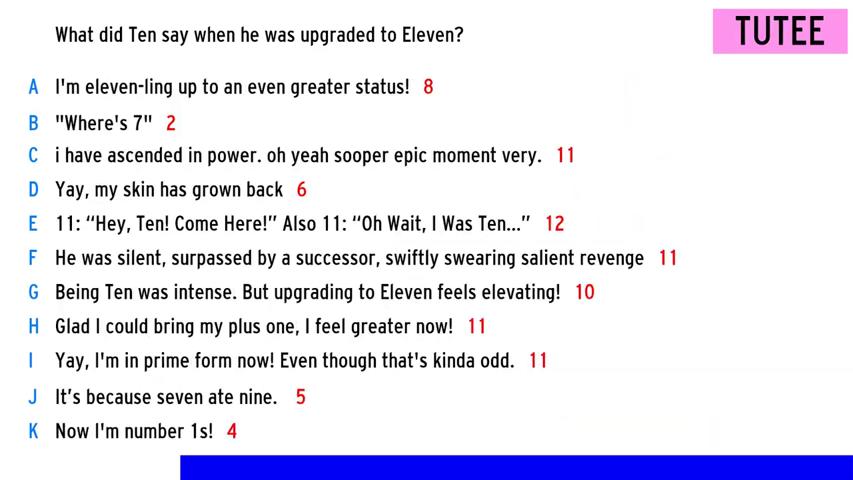 What did Ten say when he was upgraded to Eleven?
TUTEE
A I'm eleven-ling up to an even greater status! 8
B "Where's 7" 2
C i have ascended in power. oh yeah sooper epic moment very. 11
D Yay, my skin has grown back 6
E 11: “Hey, Ten! Come Here!” Also 11: “Oh Wait, I Was Ten...” 12
F He was silent, surpassed by a successor, swiftly swearing salient revenge 11
G Being Ten was intense. But upgrading to Eleven feels elevating! 10
H Glad I could bring my plus one, I feel greater now! 11
I Yay, I'm in prime form now! Even though that's kinda odd. 11
J It’s because seven ate nine. 5
K Now I'm number 1s! 4